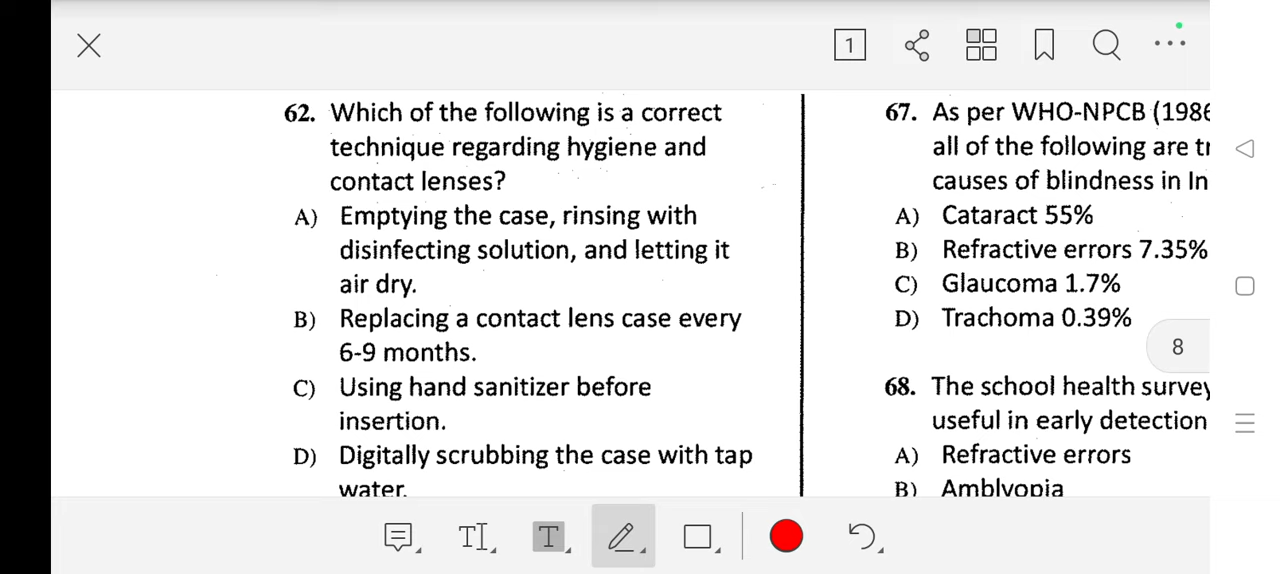 1
62. Which of the following is a correct
technique regarding hygiene and
contact lenses?
A) Emptying the case, rinsing with
disinfecting solution, and letting it
air dry.
B) Replacing a contact lens case every
6-9 months.
C) Using hand sanitizer before
insertion.
D) Digitally scrubbing the case with tap
water.
67. As per WHO-NPCB (1986
all of the following are tr
causes of blindness in In
A) Cataract 55%
B) Refractive errors 7.35%
C) Glaucoma 1.7%
D) Trachoma 0.39%
8
68. The school health survey
useful in early detection
A) Refractive errors
B) Amblyopia
T
T